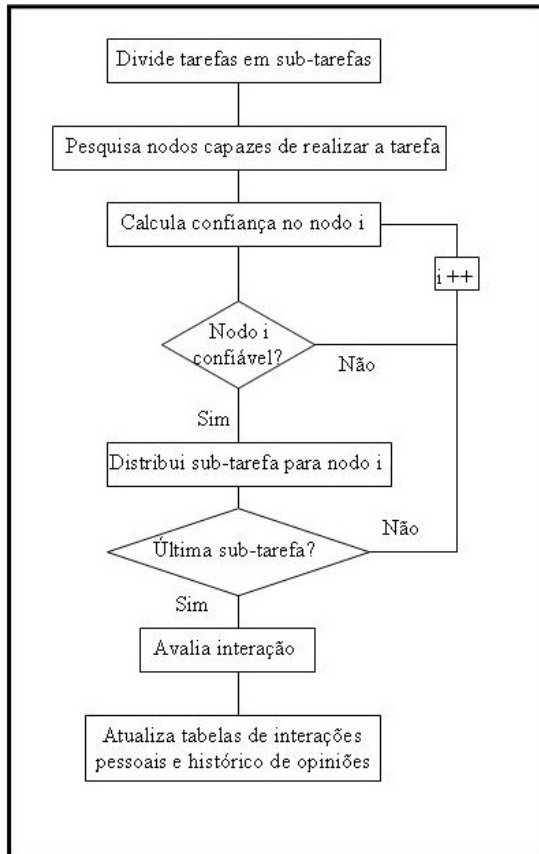 Divide tarefas em sub-tarefas
Pesquisa nodos capazes de realizar a tarefa
Calcula confiança no nodo i
i ++
Nodo i
confiável?
Não
Sim
Distribui sub-tarefa para nodo i
Não
Última sub-tarefa?
Sim
Avalia interação
Atualiza tabelas de interações
pessoais e histórico de opiniões